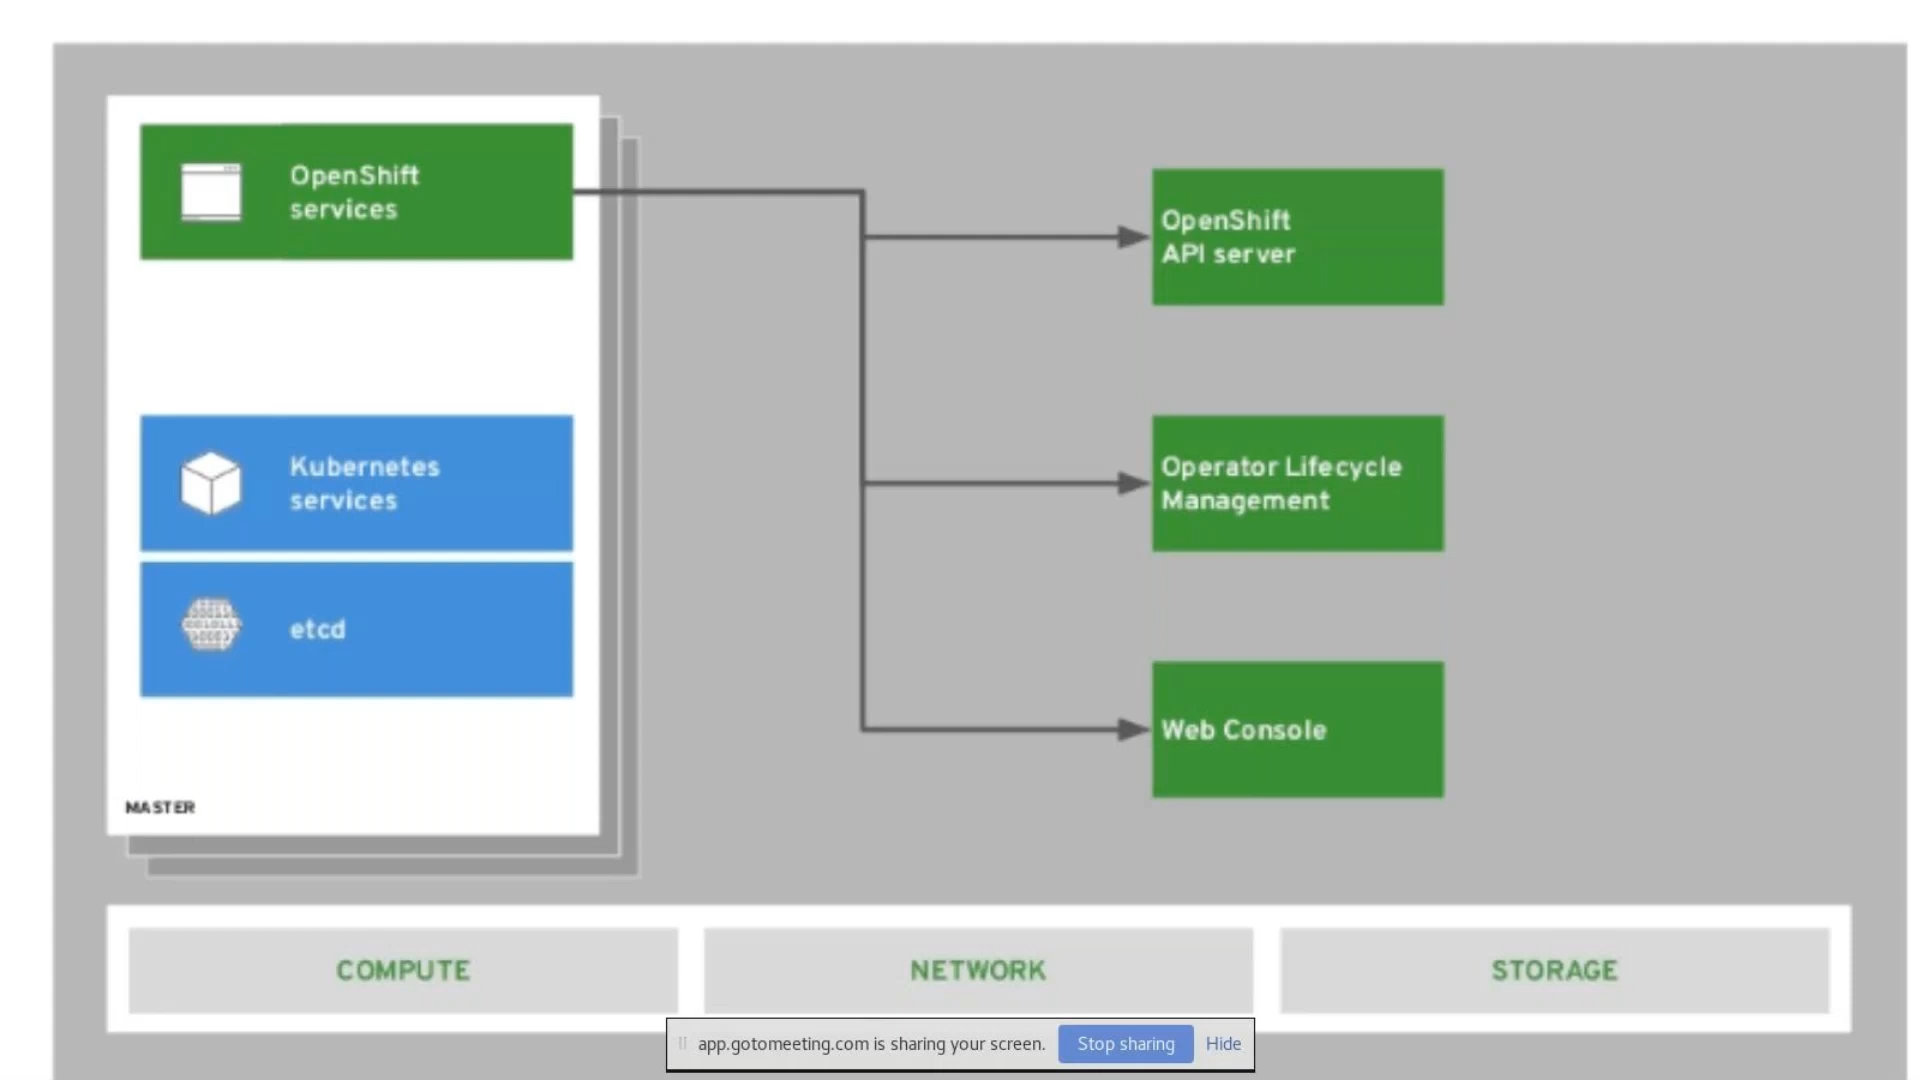 OpenShift
services
OpenShift
API server
Kubernetes
services
Operator Lifecycle
Management
etcd
Web Console
MASTER
COMPUTE
NETWORK
STORAGE
app.gotomeeting.com is sharing your screen.
Stop sharing
Hide